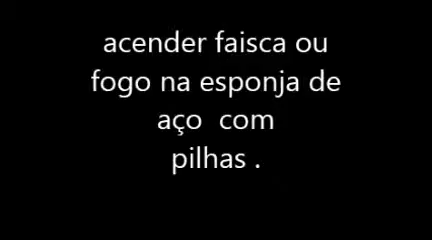 acender faisca ou
fogo na esponja de
aço  com
pilhas .